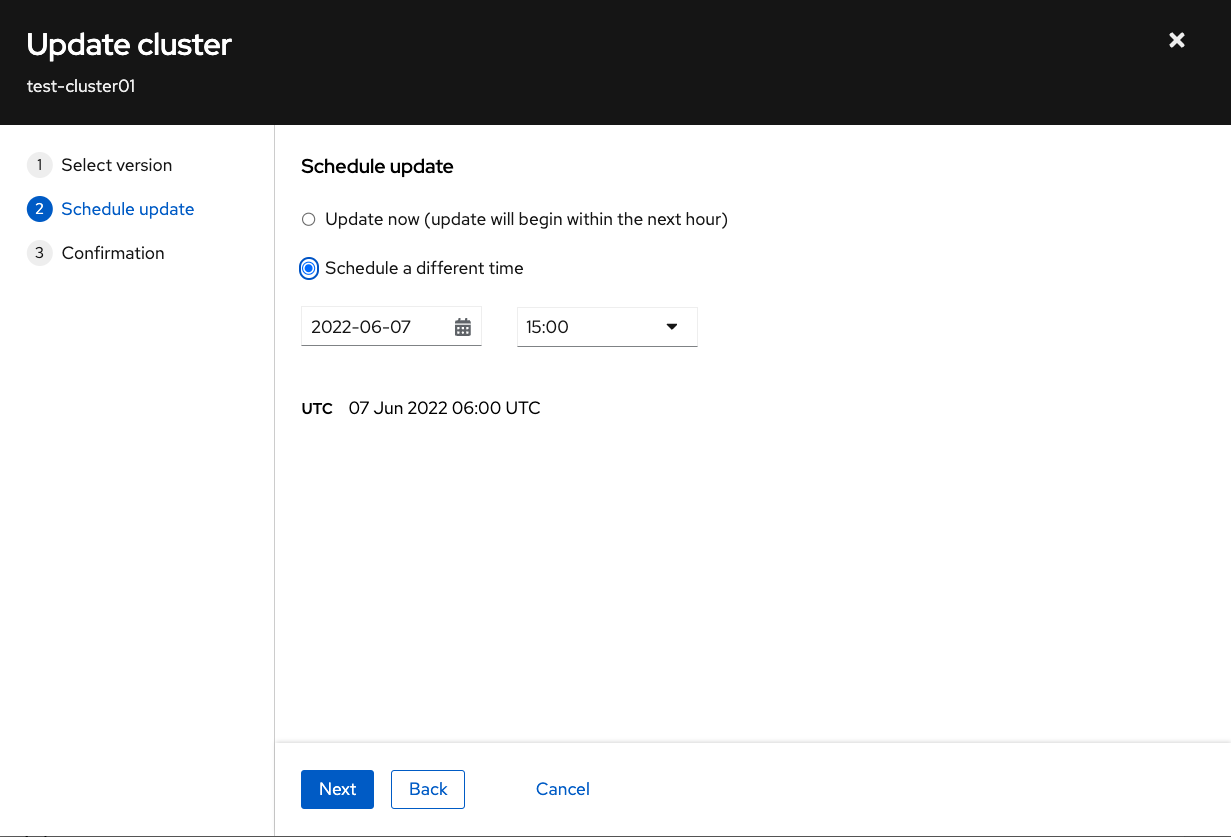 Update cluster
test-cluster01
1 Select version
2 Schedule update
3 Confirmation
Schedule update
Update now (update will begin within the next hour)
Schedule a different time
2022-06-07 15:00
UTC 07 Jun 2022 06:00 UTC
Next Back Cancel